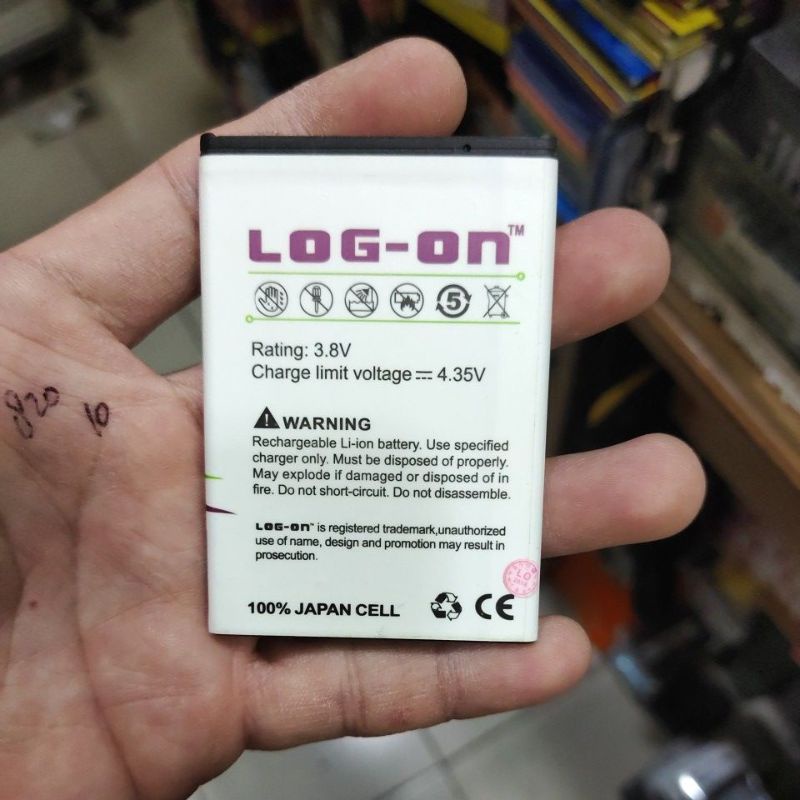 LOG-ON™
5
Rating: 3.8V
Charge limit voltage ⎓ 4.35V
⚠ WARNING
Rechargeable Li-ion battery. Use specified
charger only. Must be disposed of properly.
May explode if damaged or disposed in
fire. Do not short-circuit. Do not disassemble.
LOG-ON™ is registered trademark,unauthorized
use of name, design and promotion may result in
prosecution.
LO
100% JAPAN CELL
CE
820
10